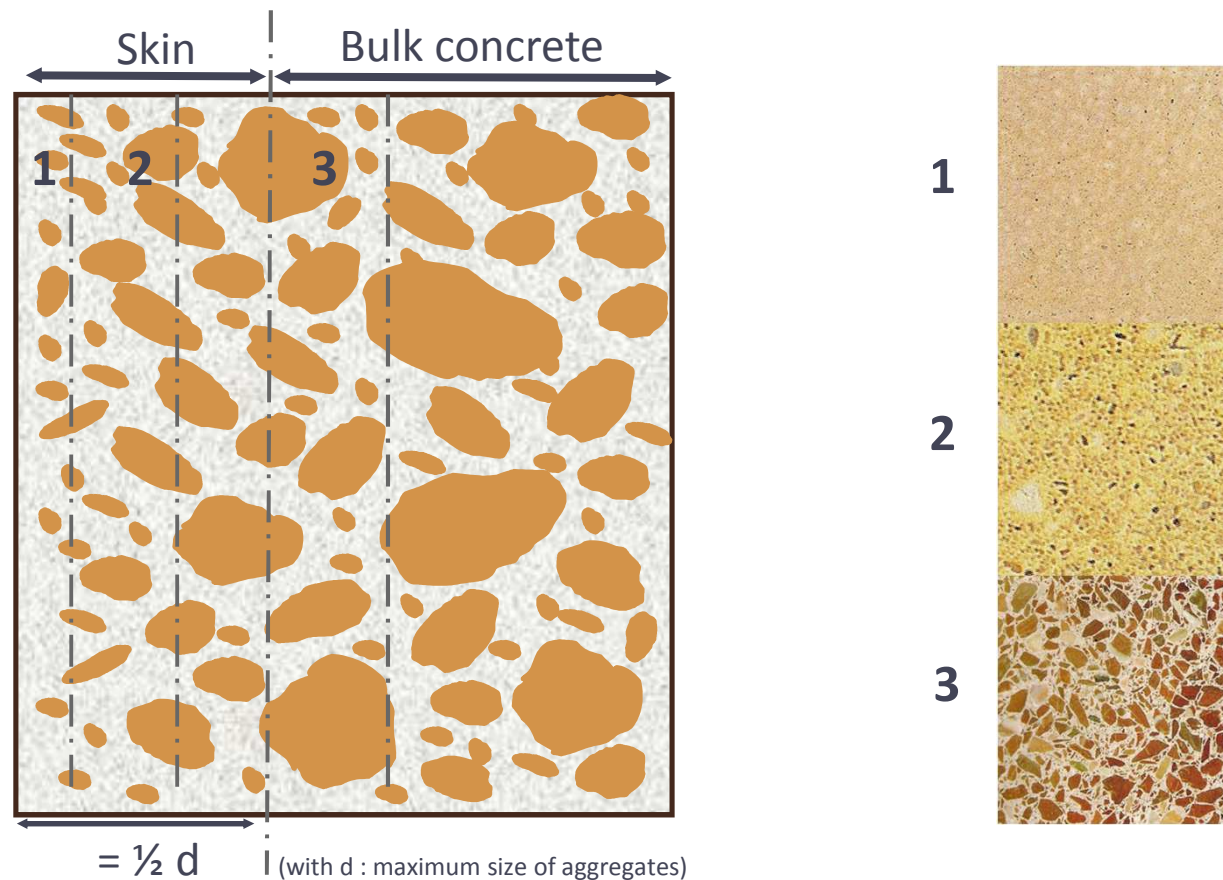 Skin
Bulk concrete
1
2
3
= ½ d
(with d : maximum size of aggregates)
1
2
3